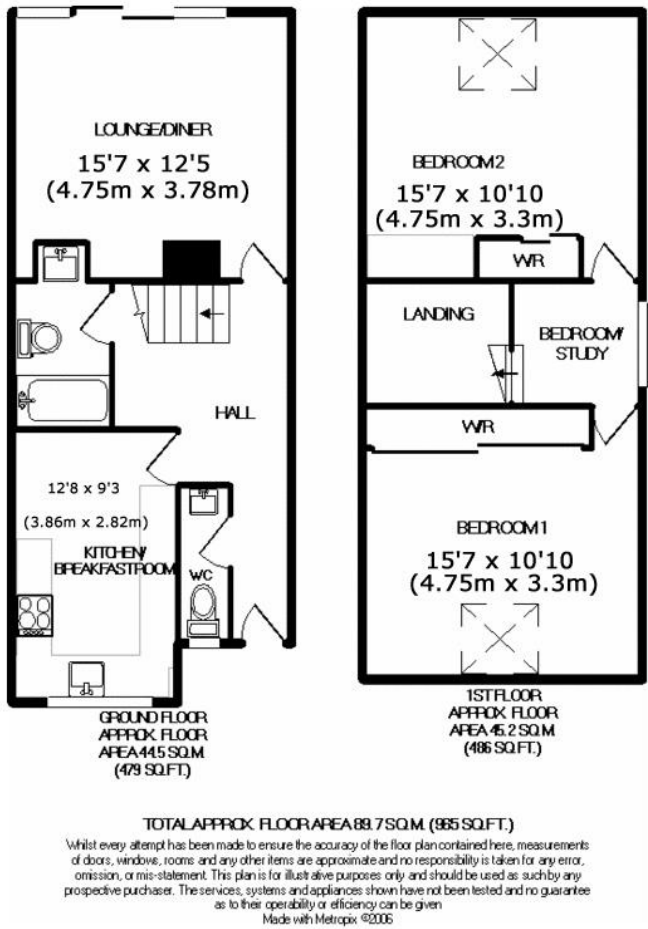 LOUNGE/DINER
15'7 x 12'5
(4.75m x 3.78m)
HALL
12'8 x 9'3
(3.86m x 2.82m)
KITCHEN/
BREAKFASTROOM
WC
GROUND FLOOR
APPROX. FLOOR
AREA 44.5 SQ.M.
(479 SQ.FT.)
BEDROOM 2
15'7 x 10'10
(4.75m x 3.3m)
W/R
LANDING
BEDROOM/
STUDY
W/R
BEDROOM 1
15'7 x 10'10
(4.75m x 3.3m)
1ST FLOOR
APPROX. FLOOR
AREA 45.2 SQ.M.
(486 SQ.FT.)
TOTAL APPROX. FLOOR AREA 89.7 SQ.M. (965 SQ.FT.)
Whilst every attempt has been made to ensure the accuracy of the floor plan contained here, measurements
of doors, windows, rooms and any other items are approximate and no responsibility is taken for any error,
omission, or mis-statement. This plan is for illustrative purposes only and should be used as such by any
prospective purchaser. The services, systems and appliances shown have not been tested and no guarantee
as to their operability or efficiency can be given
Made with Metropix ©2006